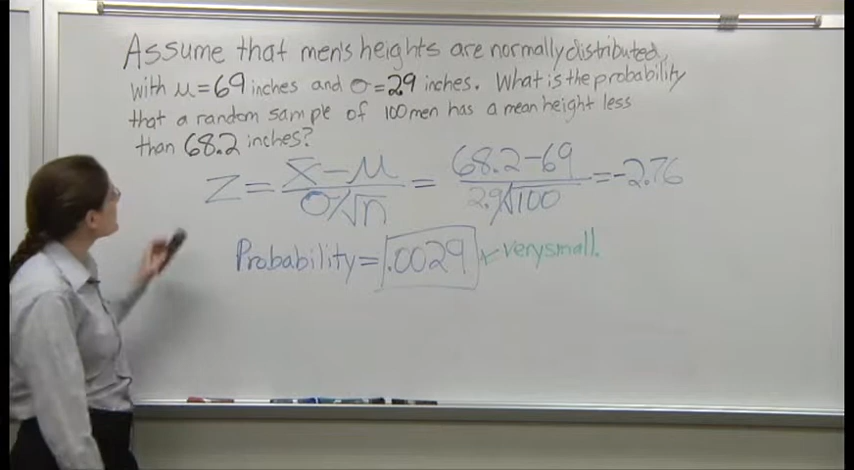 Assume that men's heights are normally distributed,
with μ=69 inches and σ=2.9 inches. What is the probability
that a random sample of 100 men has a mean height less
than 68.2 inches?
Z = (x̄-μ)/(σ/√n) = (68.2-69)/(2.9/√100) = -2.76
Probability = .0029 ← very small.